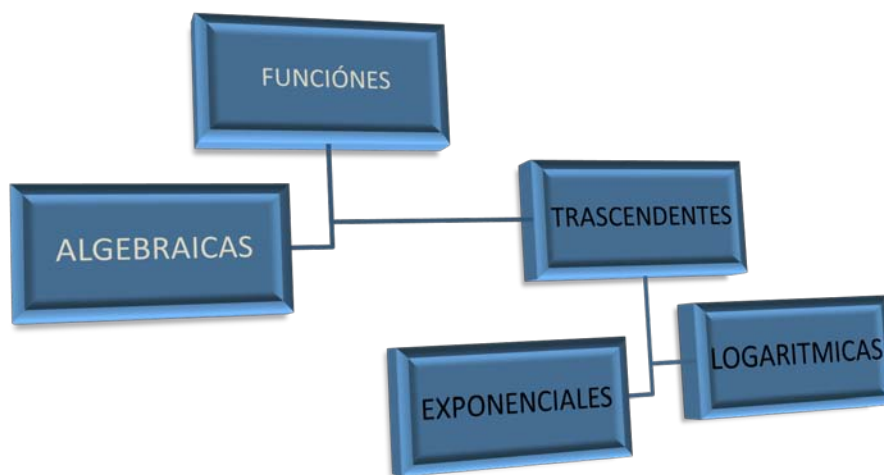 FUNCIÓNES
ALGEBRAICAS
TRASCENDENTES
EXPONENCIALES
LOGARITMICAS